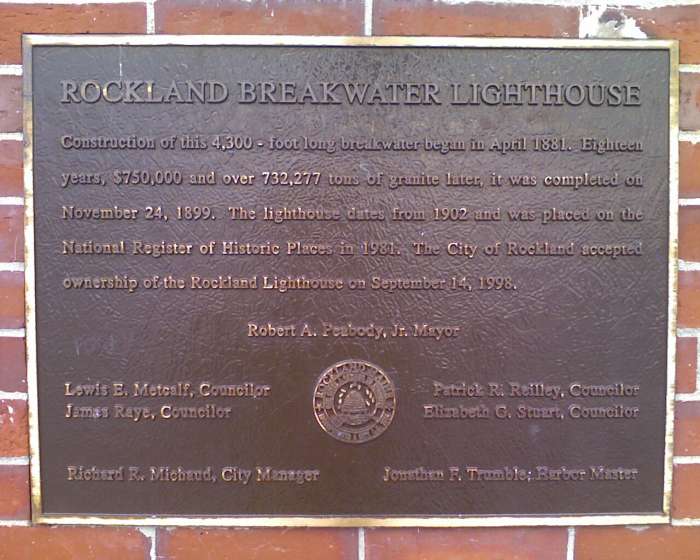 ROCKLAND BREAKWATER LIGHTHOUSE
Construction of this 4,300 - foot long breakwater began in April 1881. Eighteen
years, $750,000 and over 732,277 tons of granite later, it was completed on
November 24, 1899. The lighthouse dates from 1902 and was placed on the
National Register of Historic Places in 1981. The City of Rockland accepted
ownership of the Rockland Lighthouse on September 14, 1998.
Robert A. Peabody, Jr. Mayor
Lewis E. Metcalf, Councilor
Patrick R. Reilley, Councilor
James Raye, Councilor
Elizabeth G. Stuart, Councilor
ROCKLAND MAINE
Richard R. Michaud, City Manager
Jonathan F. Trumble, Harbor Master